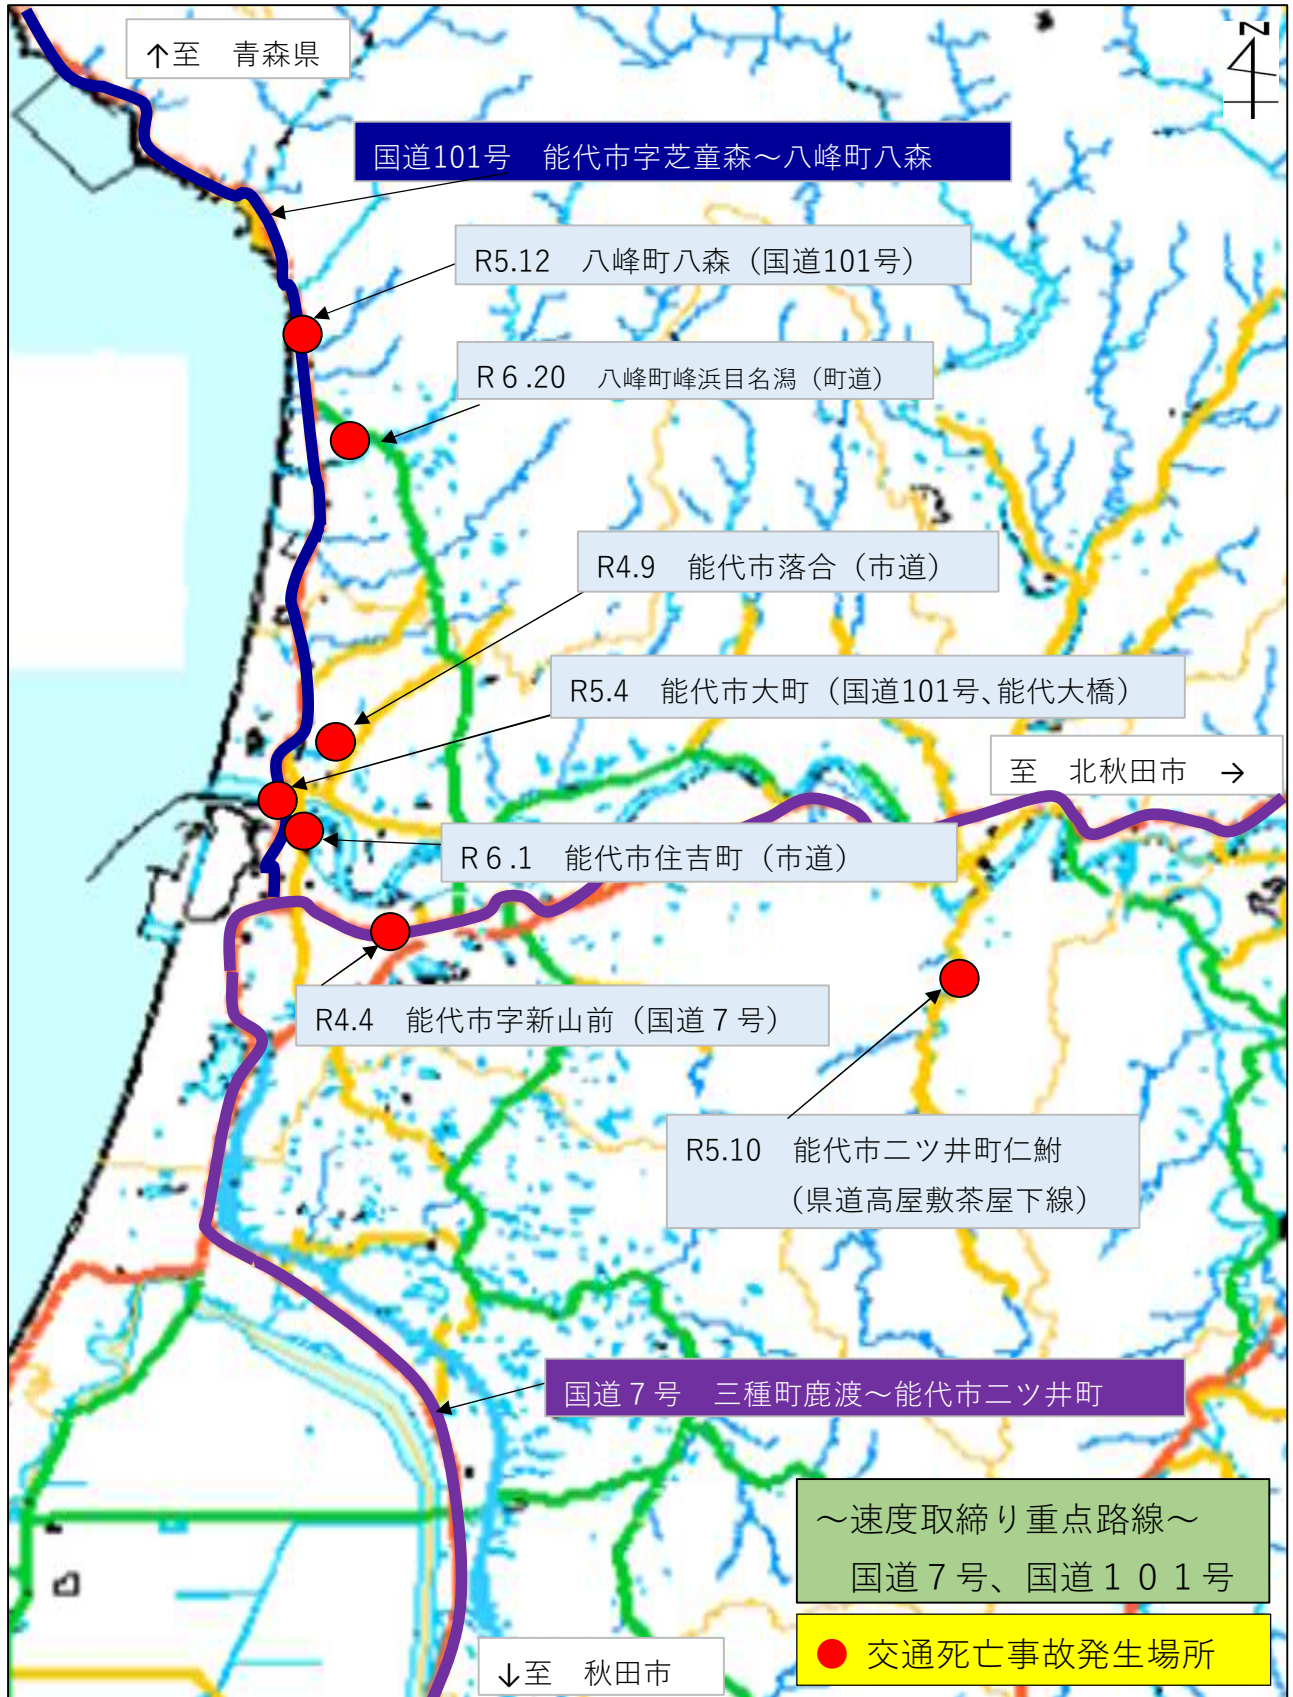 ↑至　青森県
N
国道101号　能代市字芝童森～八峰町八森
R5.12　八峰町八森（国道101号）
R６.20　八峰町峰浜目名潟（町道）
R4.9　能代市落合（市道）
R5.4　能代市大町（国道101号、能代大橋）
至　北秋田市　→
R６.１　能代市住吉町（市道）
R4.4　能代市字新山前（国道７号）
R5.10　能代市二ツ井町仁鮒
（県道高屋敷茶屋下線）
国道７号　三種町鹿渡～能代市二ツ井町
～速度取締り重点路線～
国道７号、国道１０１号
● 交通死亡事故発生場所
↓至　秋田市